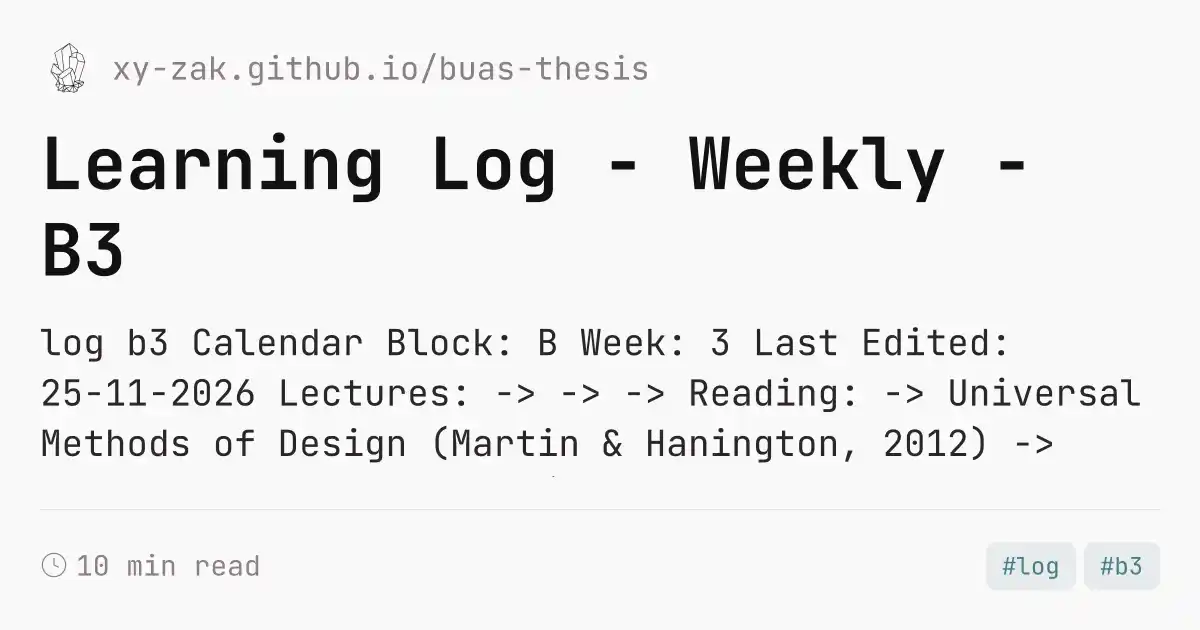 xy-zak.github.io/buas-thesis
Learning Log - Weekly -
B3
log b3 Calendar Block: B Week: 3 Last Edited:
25-11-2026 Lectures: -> -> -> Reading: -> Universal
Methods of Design (Martin & Hanington, 2012) ->
10 min read
#log #b3